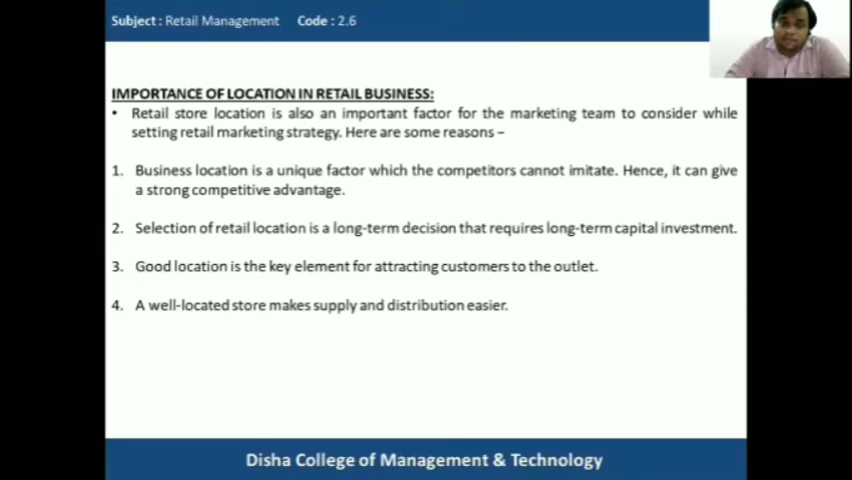 Subject : Retail Management Code : 2.6
IMPORTANCE OF LOCATION IN RETAIL BUSINESS:
• Retail store location is also an important factor for the marketing team to consider while
setting retail marketing strategy. Here are some reasons –
1. Business location is a unique factor which the competitors cannot imitate. Hence, it can give
a strong competitive advantage.
2. Selection of retail location is a long-term decision that requires long-term capital investment.
3. Good location is the key element for attracting customers to the outlet.
4. A well-located store makes supply and distribution easier.
Disha College of Management & Technology